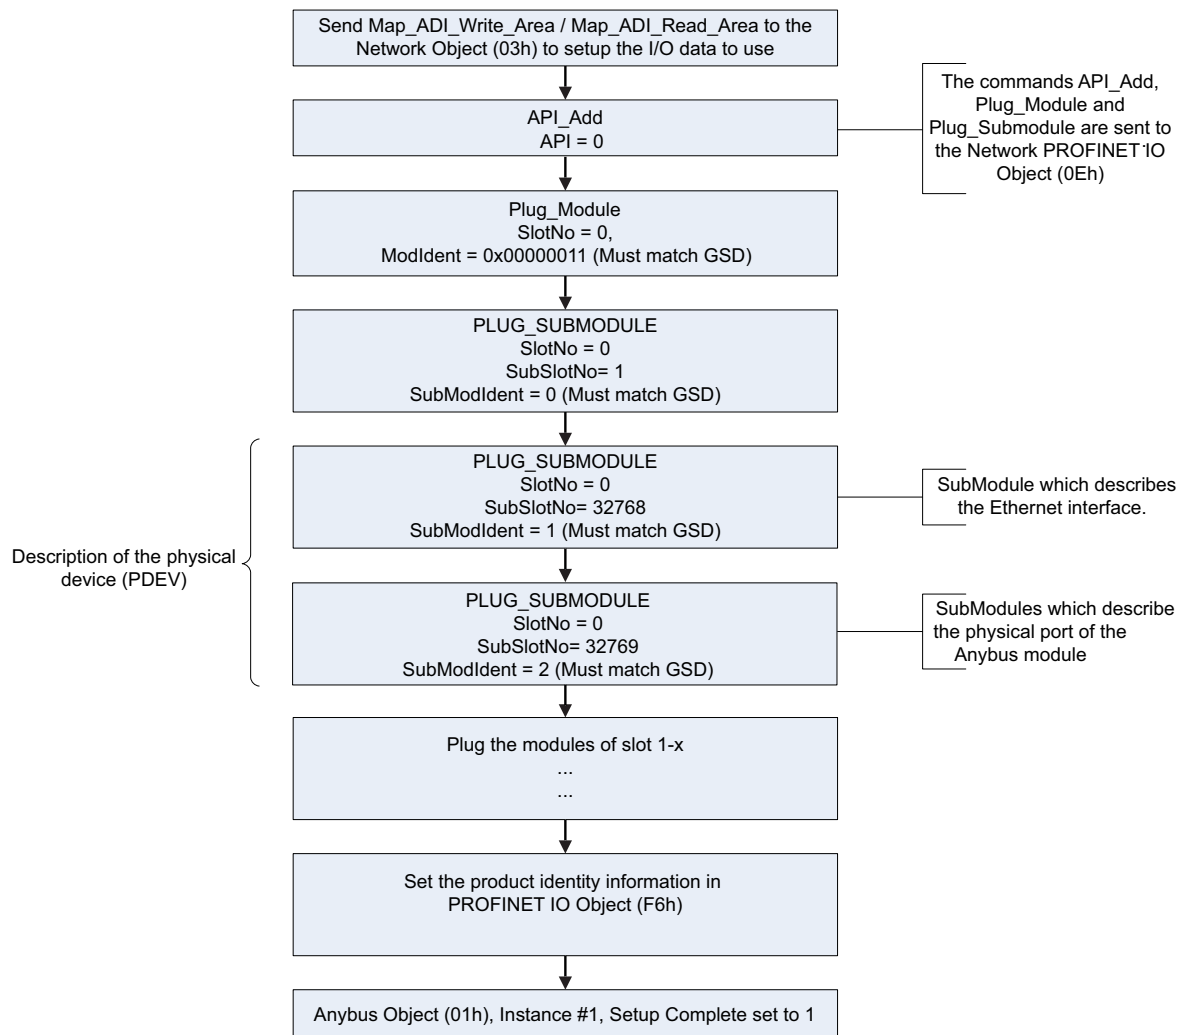 Send Map_ADI_Write_Area / Map_ADI_Read_Area to the
Network Object (03h) to setup the I/O data to use
API_Add
API = 0
The commands API_Add,
Plug_Module and
Plug_Submodule are sent to
the Network PROFINET IO
Object (0Eh)
Plug_Module
SlotNo = 0,
ModIdent = 0x00000011 (Must match GSD)
PLUG_SUBMODULE
SlotNo = 0
SubSlotNo= 1
SubModIdent = 0 (Must match GSD)
PLUG_SUBMODULE
SlotNo = 0
SubSlotNo= 32768
SubModIdent = 1 (Must match GSD)
SubModule which describes
the Ethernet interface.
Description of the physical
device (PDEV)
PLUG_SUBMODULE
SlotNo = 0
SubSlotNo= 32769
SubModIdent = 2 (Must match GSD)
SubModules which describe
the physical port of the
Anybus module
Plug the modules of slot 1-x
...
...
Set the product identity information in
PROFINET IO Object (F6h)
Anybus Object (01h), Instance #1, Setup Complete set to 1